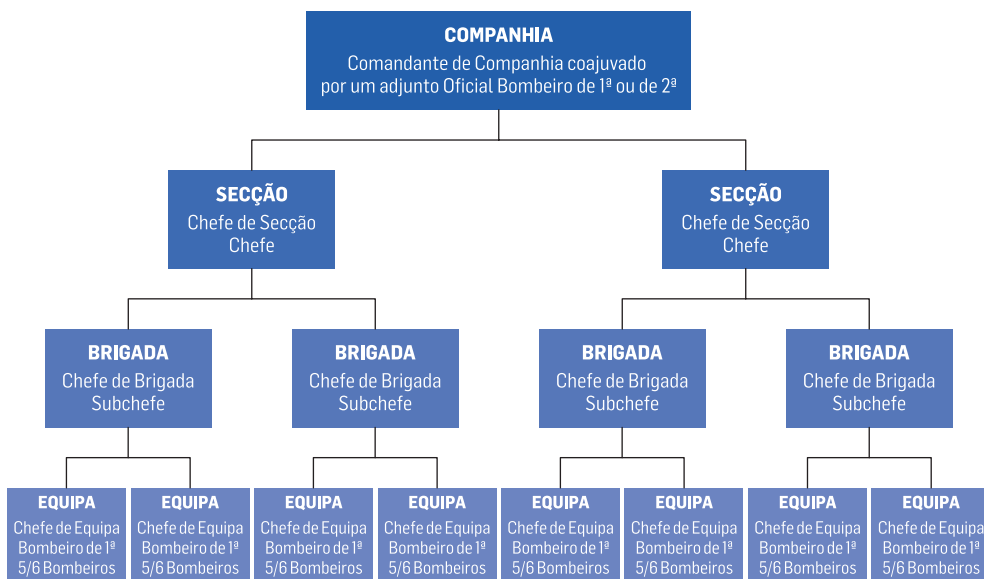 COMPANHIA
Comandante de Companhia coajuvado
por um adjunto Oficial Bombeiro de 1ª ou de 2ª
SECÇÃO
Chefe de Secção
Chefe
SECÇÃO
Chefe de Secção
Chefe
BRIGADA
Chefe de Brigada
Subchefe
BRIGADA
Chefe de Brigada
Subchefe
BRIGADA
Chefe de Brigada
Subchefe
BRIGADA
Chefe de Brigada
Subchefe
EQUIPA
Chefe de Equipa
Bombeiro de 1ª
5/6 Bombeiros
EQUIPA
Chefe de Equipa
Bombeiro de 1ª
5/6 Bombeiros
EQUIPA
Chefe de Equipa
Bombeiro de 1ª
5/6 Bombeiros
EQUIPA
Chefe de Equipa
Bombeiro de 1ª
5/6 Bombeiros
EQUIPA
Chefe de Equipa
Bombeiro de 1ª
5/6 Bombeiros
EQUIPA
Chefe de Equipa
Bombeiro de 1ª
5/6 Bombeiros
EQUIPA
Chefe de Equipa
Bombeiro de 1ª
5/6 Bombeiros
EQUIPA
Chefe de Equipa
Bombeiro de 1ª
5/6 Bombeiros